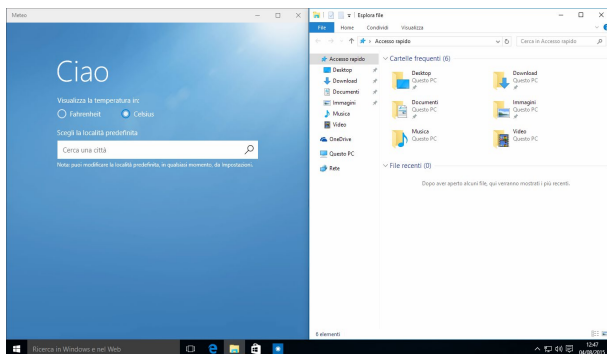 Meteo
Ciao
Visualizza la temperatura in:
Fahrenheit
Celsius
Scegli la località predefinita
Cerca una città
Nota: puoi modificare la località predefinita, in qualsiasi momento, da Impostazioni.
Esplora file
File Home Condividi Visualizza
Accesso rapido
Cerca in Accesso rapido
Accesso rapido
Desktop
Download
Documenti
Immagini
Musica
Video
OneDrive
Questo PC
Rete
Cartelle frequenti (6)
Desktop
Questo PC
Download
Questo PC
Documenti
Questo PC
Immagini
Questo PC
Musica
Questo PC
Video
Questo PC
File recenti (0)
Dopo aver aperto alcuni file, qui verranno mostrati i più recenti.
0 elementi
Ricerca in Windows e nel Web
12:47
04/08/2015